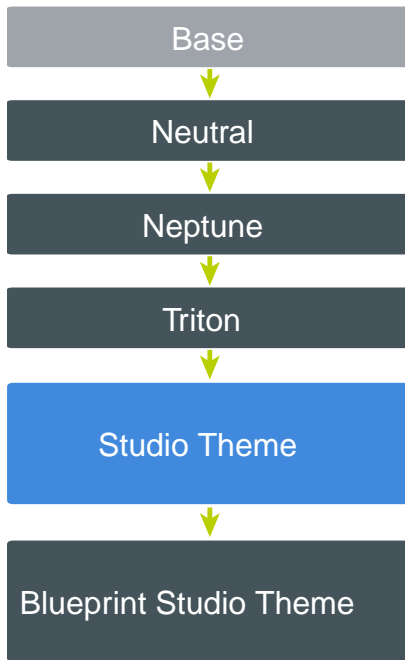 Base
Neutral
Neptune
Triton
Studio Theme
Blueprint Studio Theme